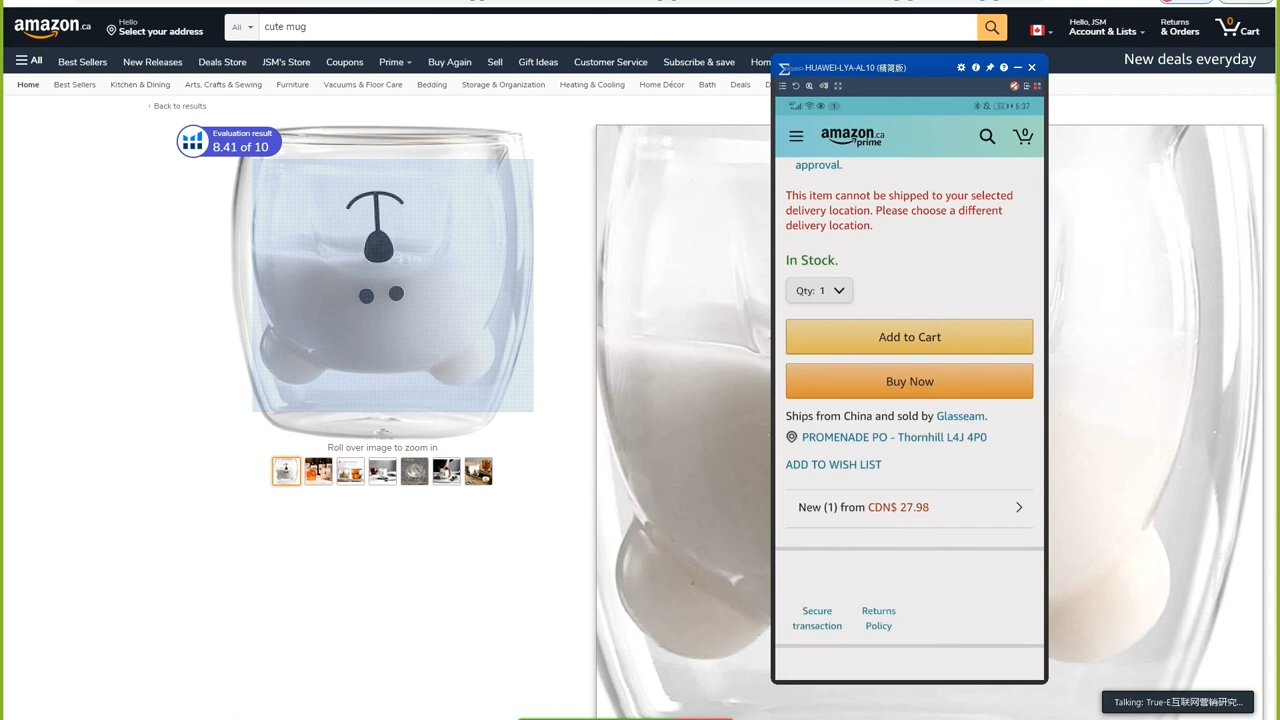 amazon.ca
Hello
Select your address
All
cute mug
Hello, JSM
Account & Lists
Returns
& Orders
0
Cart
All
Best Sellers
New Releases
Deals Store
JSM's Store
Coupons
Prime
Buy Again
Sell
Gift Ideas
Customer Service
Subscribe & save
Hom
New deals everyday
Home
Best Sellers
Kitchen & Dining
Arts, Crafts & Sewing
Furniture
Vacuums & Floor Care
Bedding
Storage & Organization
Heating & Cooling
Home Décor
Bath
Deals
D
‹ Back to results
Evaluation result
8.41 of 10
Roll over image to zoom in
HUAWEI-LYA-AL10 (精简版)
6:37
amazon.ca
prime
0
approval.
This item cannot be shipped to your selected
delivery location. Please choose a different
delivery location.
In Stock.
Qty: 1
Add to Cart
Buy Now
Ships from China and sold by Glasseam.
PROMENADE PO - Thornhill L4J 4P0
ADD TO WISH LIST
New (1) from CDN$ 27.98
Secure
transaction
Returns
Policy
Talking: True-E互联网营销研究...